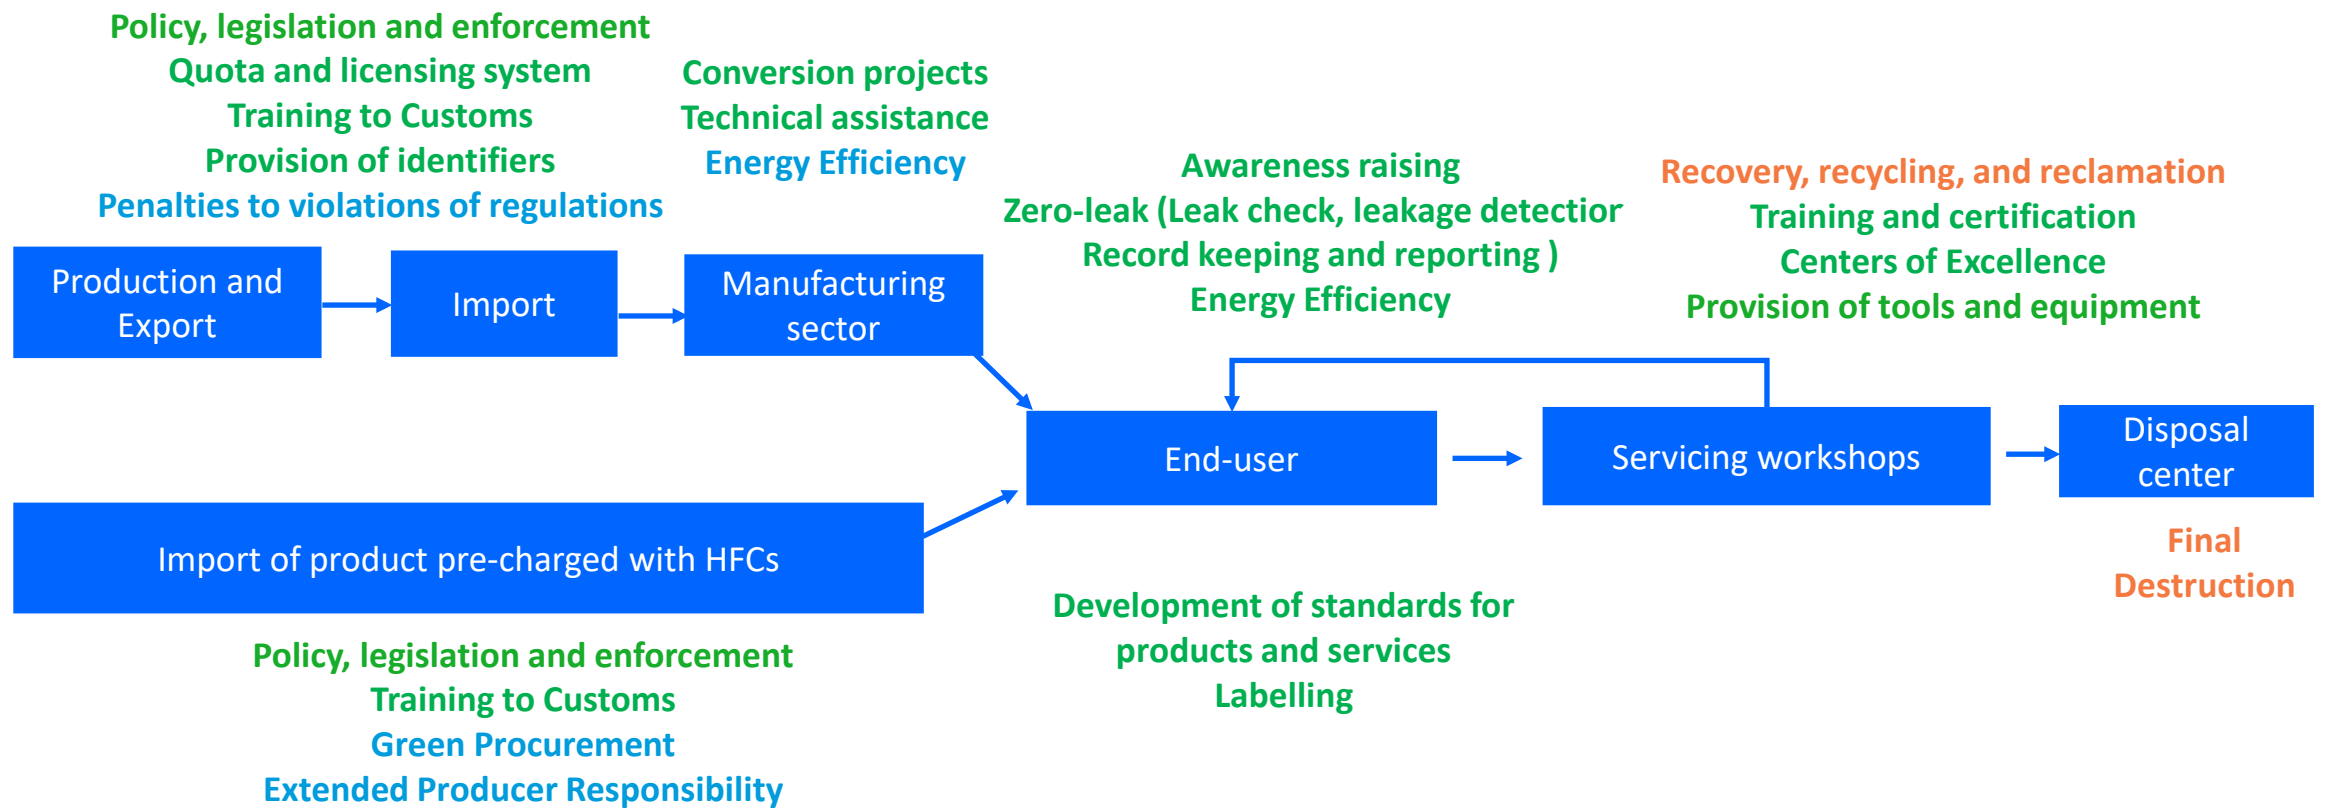 Policy, legislation and enforcement
Quota and licensing system
Training to Customs
Provision of identifiers
Penalties to violations of regulations
Conversion projects
Technical assistance
Energy Efficiency
Awareness raising
Zero-leak (Leak check, leakage detectior
Record keeping and reporting )
Energy Efficiency
Recovery, recycling, and reclamation
Training and certification
Centers of Excellence
Provision of tools and equipment
Production and
Export
Import
Manufacturing
sector
End-user
Servicing workshops
Disposal
center
Import of product pre-charged with HFCs
Final
Destruction
Development of standards for
products and services
Labelling
Policy, legislation and enforcement
Training to Customs
Green Procurement
Extended Producer Responsibility